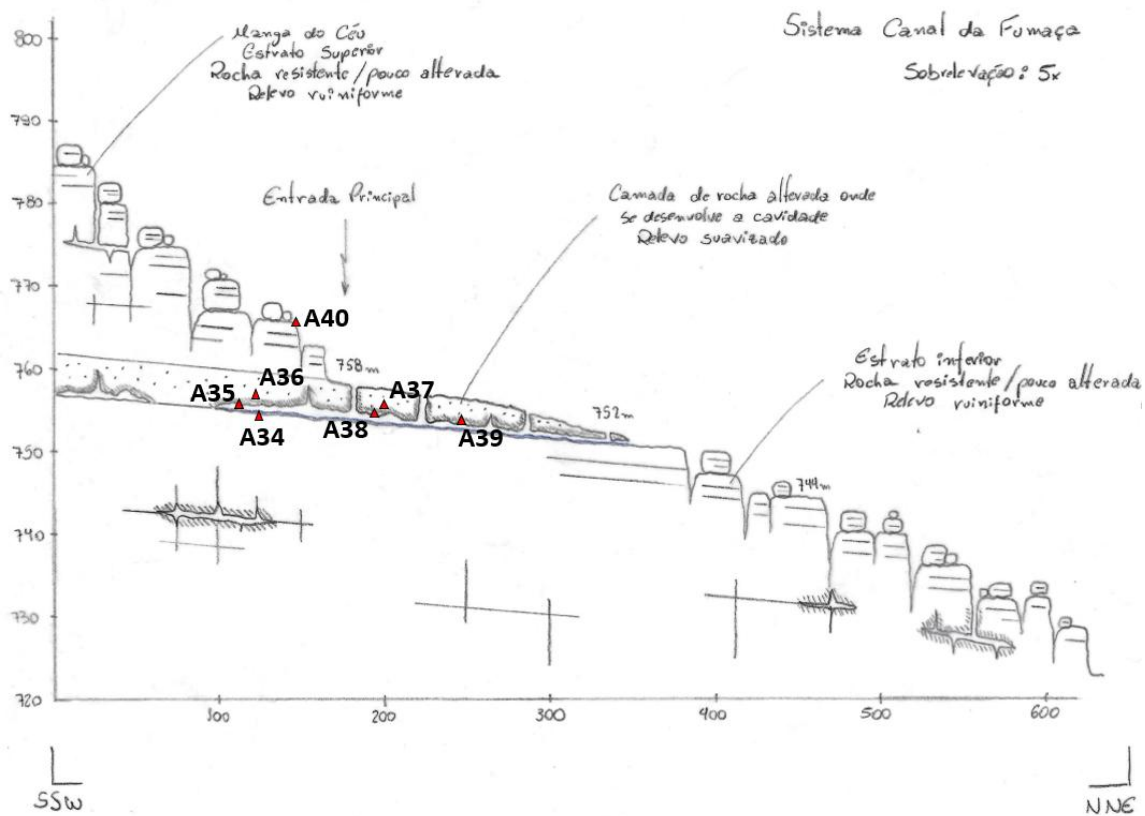 Sistema Canal da Fumaça
Sobrelevação: 5x
Manga do Céu
Estrato Superior
Rocha resistente/pouco alterada
Relevo ruiniforme
Entrada Principal
Camada de rocha alterada onde
se desenvolve a cavidade
Relevo suavizado
Estrato inferior
Rocha resistente/pouco alterada
Relevo ruiniforme
800
790
780
770
760
750
740
730
720
A40
758m
A36
A35
A37
A34
A38
A39
752m
744m
100
200
300
400
500
600
SSW
NNE